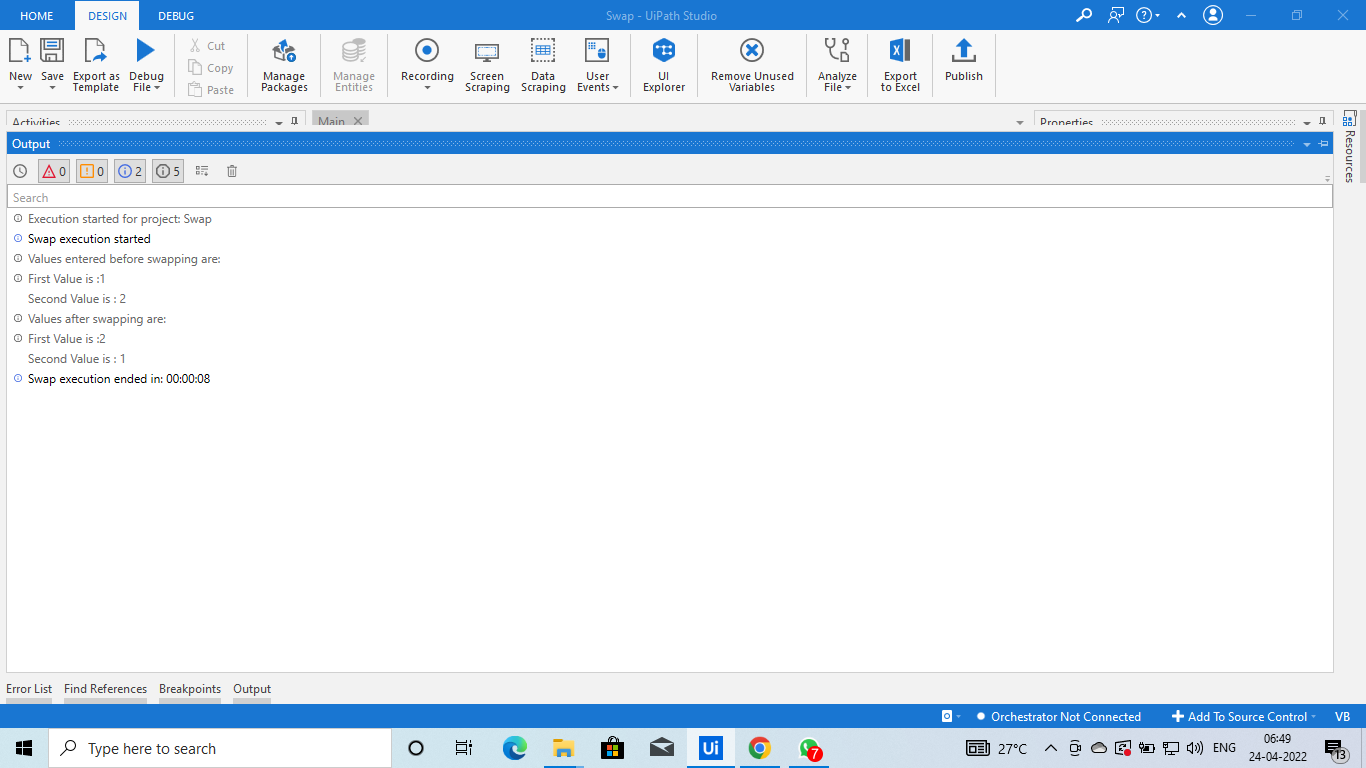 HOME DESIGN DEBUG Swap - UiPath Studio
New Save Export as Template Debug File Cut Copy Paste Manage Packages Manage Entities Recording Screen Scraping Data Scraping User Events UI Explorer Remove Unused Variables Analyze File Export to Excel Publish
Activities Main Properties
Resources
Output
0 0 2 5
Search
Execution started for project: Swap
Swap execution started
Values entered before swapping are:
First Value is :1
Second Value is : 2
Values after swapping are:
First Value is :2
Second Value is : 1
Swap execution ended in: 00:00:08
Error List Find References Breakpoints Output
Orchestrator Not Connected Add To Source Control VB
Type here to search Ui 7 27°C ENG 06:49
24-04-2022 13